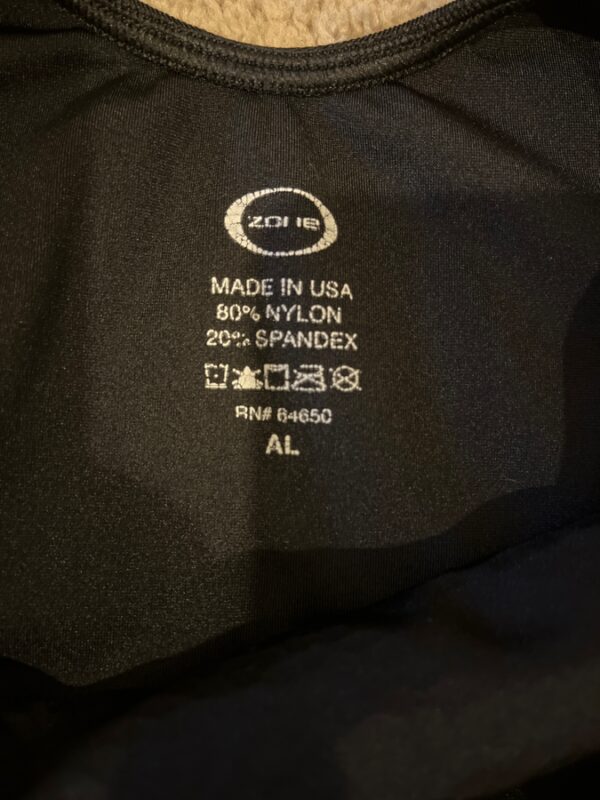 ZONE
MADE IN USA
80% NYLON
20% SPANDEX
RN# 64650
AL